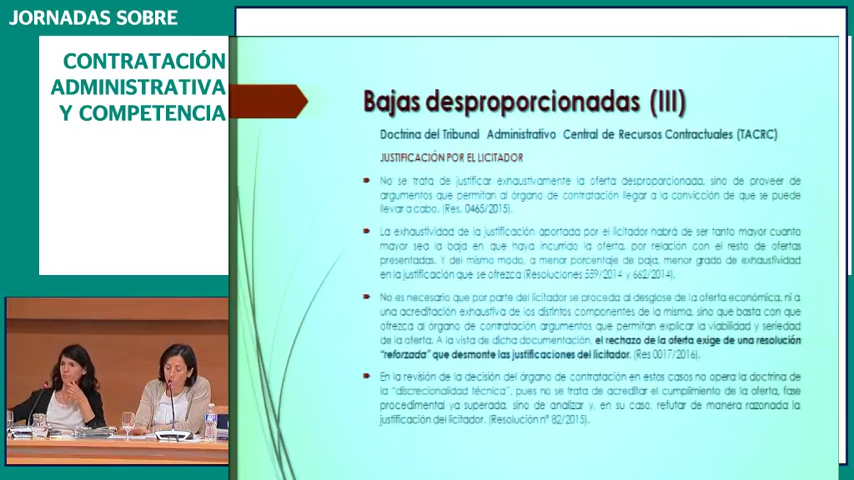 JORNADAS SOBRE
CONTRATACIÓN
ADMINISTRATIVA
Y COMPETENCIA
Bajas desproporcionadas (III)
Doctrina del Tribunal Administrativo Central de Recursos Contractuales (TACRC)
JUSTIFICACIÓN POR EL LICITADOR
No se trata de justificar exhaustivamente la oferta desproporcionada, sino de proveer de
argumentos que permitan al órgano de contratación llegar a la convicción de que se puede
llevar a cabo. (Res. 0465/2015).
La exhaustividad de la justificación aportada por el licitador habrá de ser tanto mayor cuanto
mayor sea la baja en que haya incurrido la oferta, por relación con el resto de ofertas
presentadas. Y del mismo modo, a menor porcentaje de baja, menor grado de exhaustividad
en la justificación que se ofrezca (Resoluciones 559/2014 y 662/2014).
No es necesario que por parte del licitador se proceda al desglose de la oferta económica, ni a
una acreditación exhaustiva de los distintos componentes de la misma, sino que basta con que
ofrezca al órgano de contratación argumentos que permitan explicar la viabilidad y seriedad
de la oferta. A la vista de dicha documentación, el rechazo de la oferta exige de una resolución
"reforzada" que desmonte las justificaciones del licitador. (Res 0017/2016).
En la revisión de la decisión del órgano de contratación en estos casos no opera la doctrina de
la "discrecionalidad técnica", pues no se trata de acreditar el cumplimiento de la oferta, fase
procedimental ya superada, sino de analizar y, en su caso, refutar de manera razonada la
justificación del licitador. (Resolución nº 82/2015).